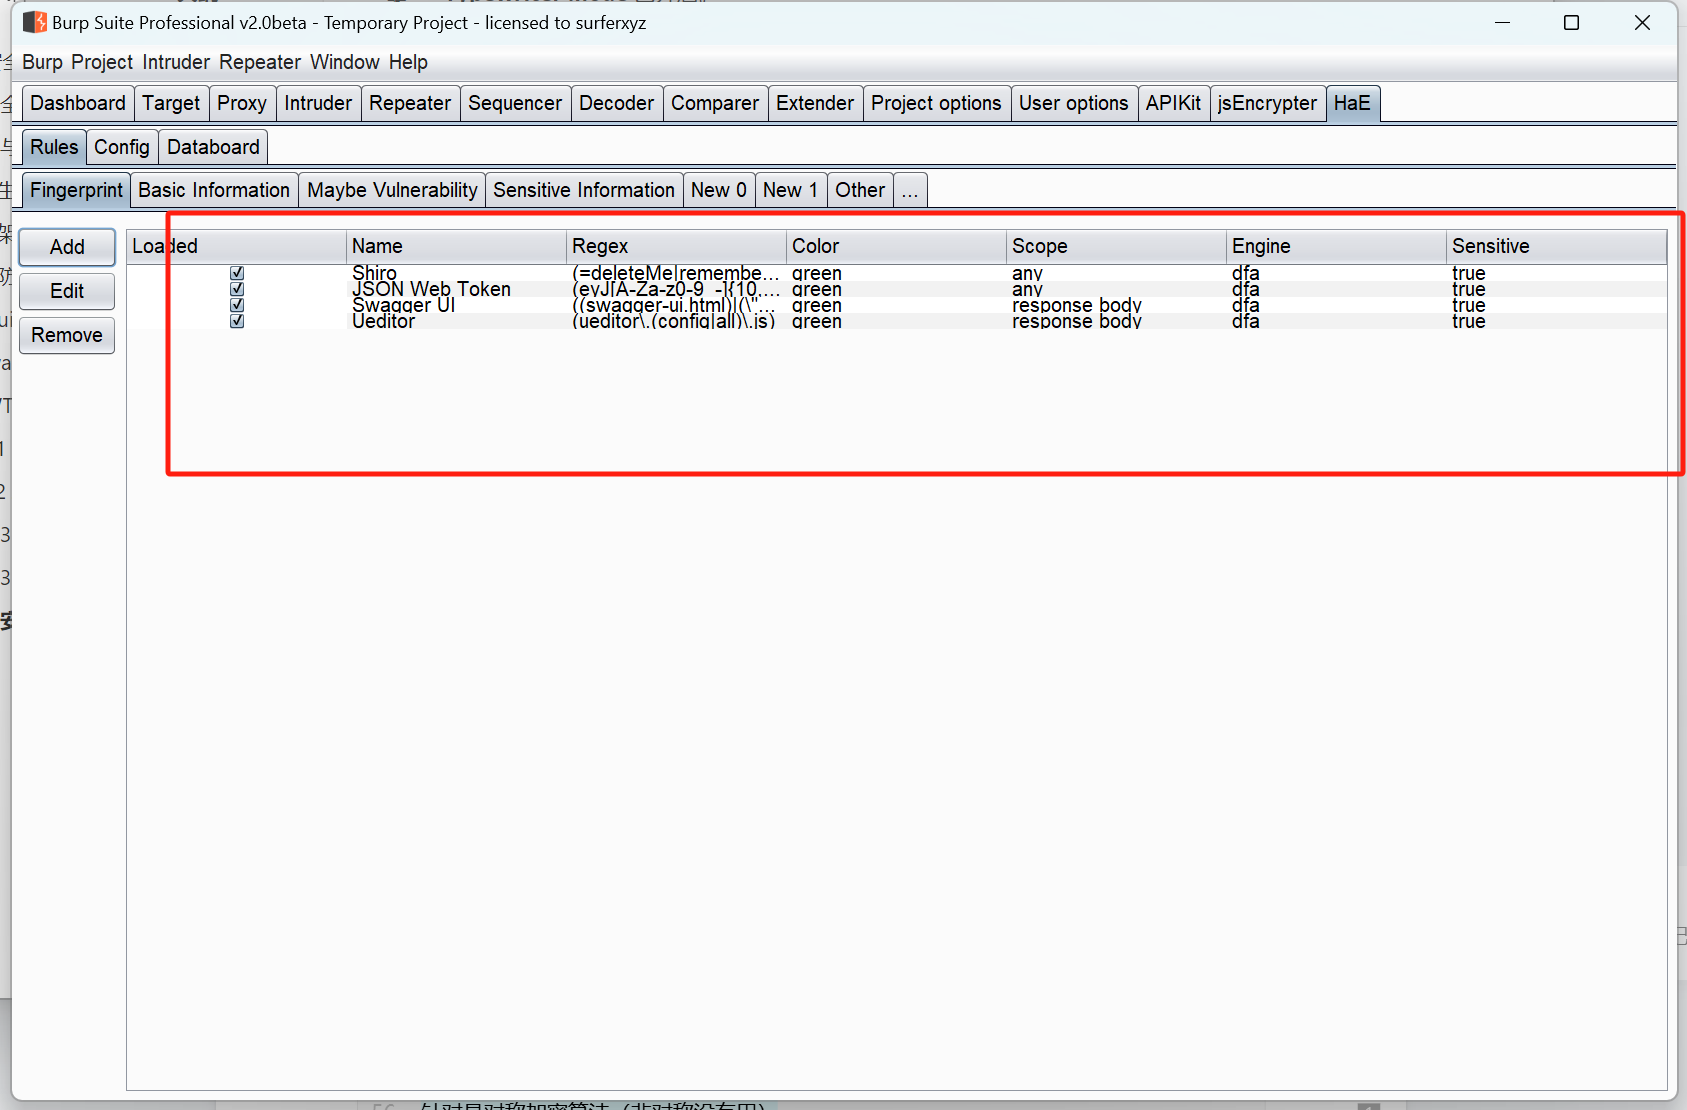 Burp Suite Professional v2.0beta - Temporary Project - licensed to surferxyz
Burp Project Intruder Repeater Window Help
Dashboard Target Proxy Intruder Repeater Sequencer Decoder Comparer Extender Project options User options APIKit jsEncrypter HaE
Rules Config Databoard
Fingerprint Basic Information Maybe Vulnerability Sensitive Information New 0 New 1 Other ...
Add
Edit
Remove
Loaded Name Regex Color Scope Engine Sensitive
Shiro (=deleteMe|remembe... green any dfa true
JSON Web Token (eyJ[A-Za-z0-9_-]{10,... green any dfa true
Swagger UI ((swagger-ui.html)|(\"... green response body dfa true
Ueditor (ueditor\.(config|all)\.js) green response body dfa true